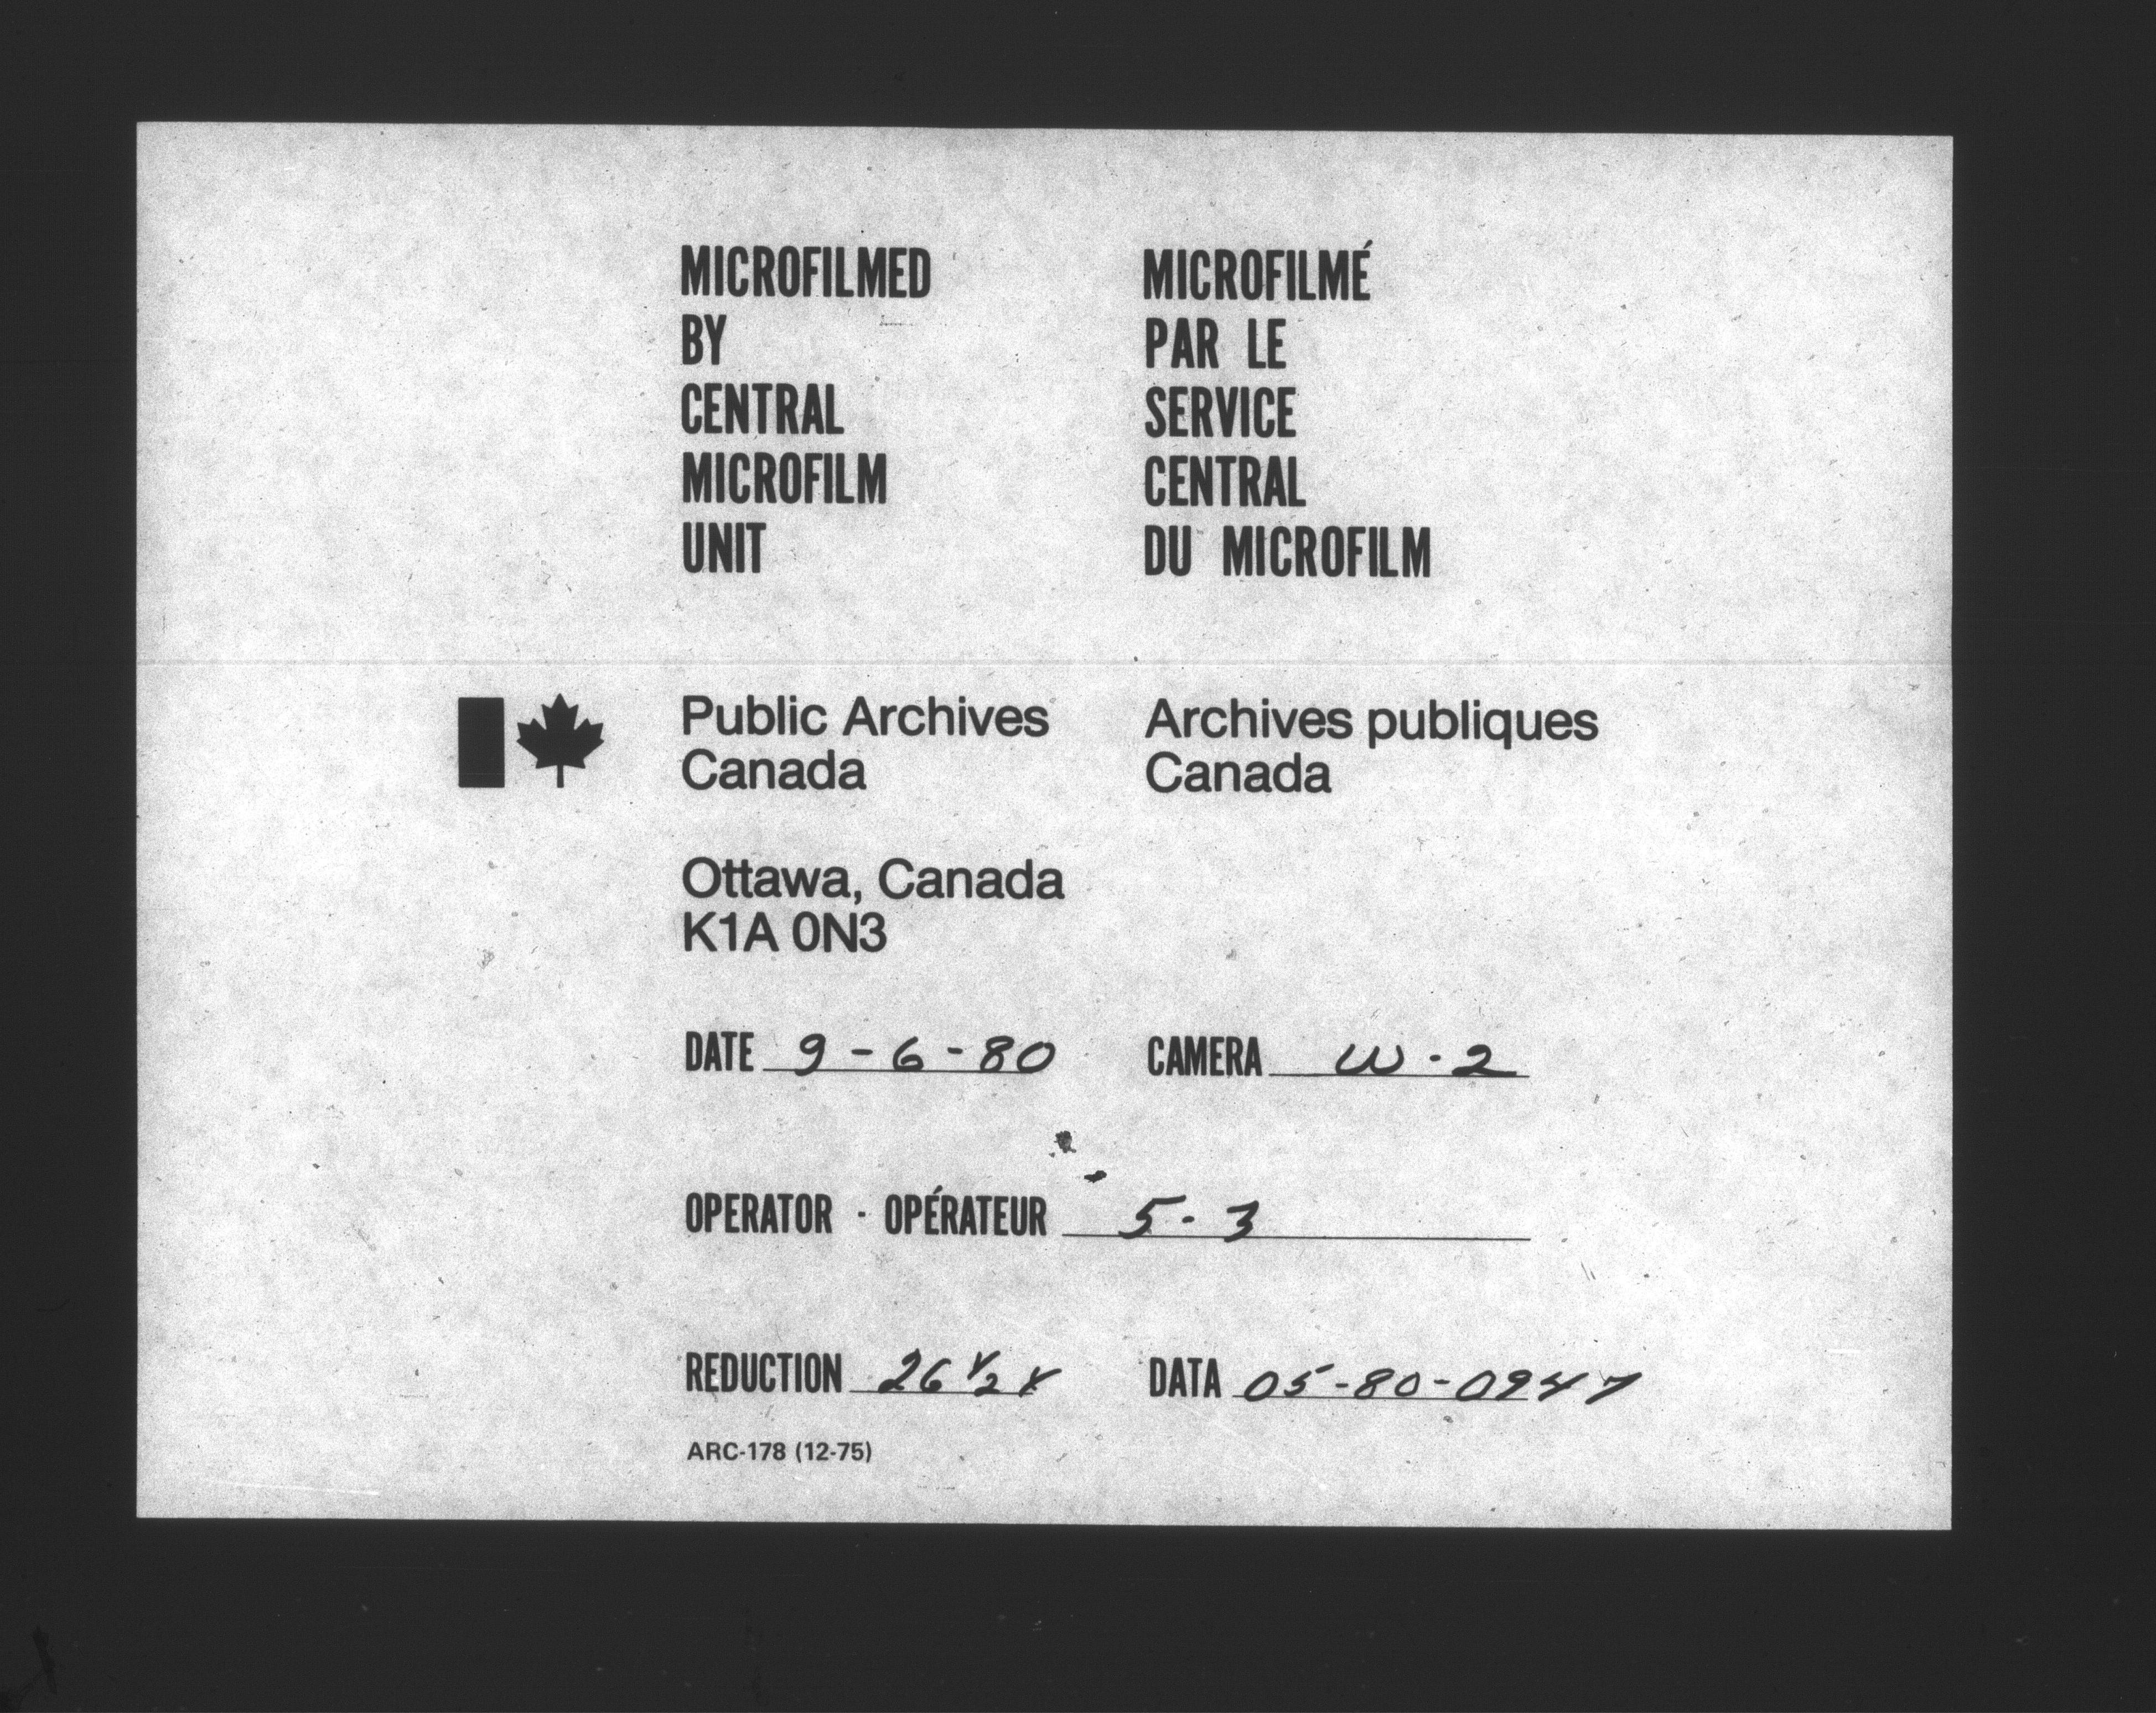 MICROFILMED
BY
CENTRAL
MICROFILM
UNIT
MICROFILMÉ
PAR LE
SERVICE
CENTRAL
DU MICROFILM
Public Archives
Canada
Archives publiques
Canada
Ottawa, Canada
K1A 0N3
DATE 9-6-80
CAMERA W-2
OPERATOR - OPÉRATEUR 5-3
REDUCTION 26 1/2 X
DATA 05-80-0947
ARC-178 (12-75)